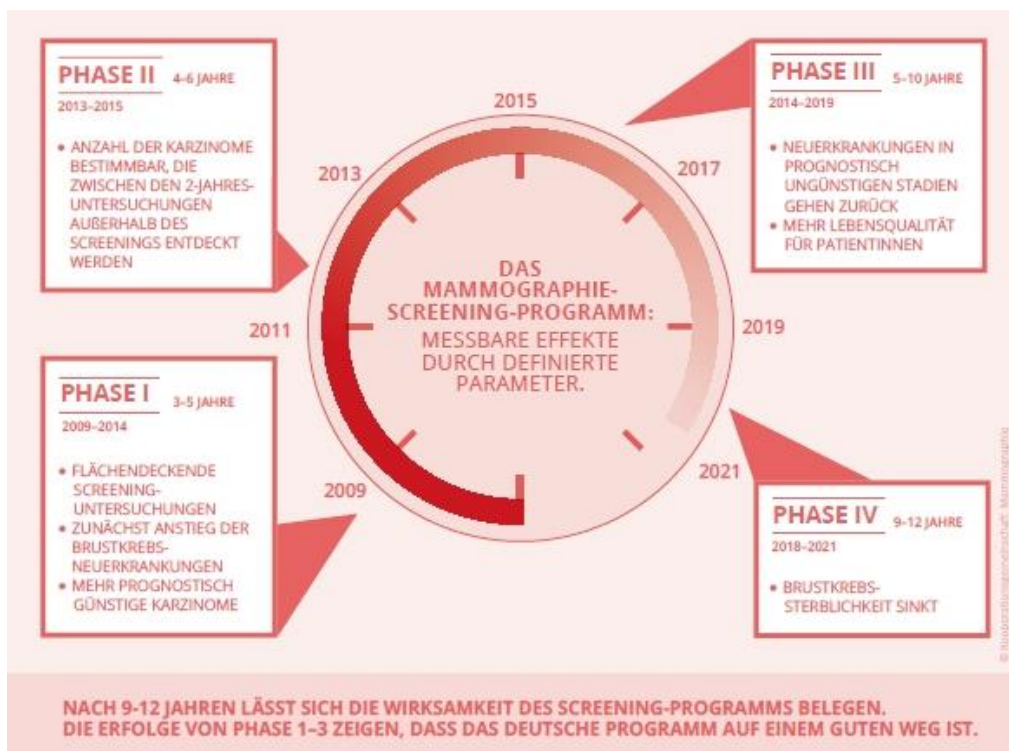 PHASE II 4–6 JAHRE
2013–2015
• ANZAHL DER KARZINOME
BESTIMMBAR, DIE
ZWISCHEN DEN 2-JAHRES-
UNTERSUCHUNGEN
AUßERHALB DES
SCREENINGS ENTDECKT
WERDEN
PHASE III 5–10 JAHRE
2014–2019
• NEUERKRANKUNGEN IN
PROGNOSTISCH
UNGÜNSTIGEN STADIEN
GEHEN ZURÜCK
• MEHR LEBENSQUALITÄT
FÜR PATIENTINNEN
2009
2011
2013
2015
2017
2019
2021
DAS
MAMMOGRAPHIE-
SCREENING-PROGRAMM:
MESSBARE EFFEKTE
DURCH DEFINIERTE
PARAMETER.
PHASE I 3–5 JAHRE
2009–2014
• FLÄCHENDECKENDE
SCREENING-
UNTERSUCHUNGEN
• ZUNÄCHST ANSTIEG DER
BRUSTKREBS-
NEUERKRANKUNGEN
• MEHR PROGNOSTISCH
GÜNSTIGE KARZINOME
PHASE IV 9–12 JAHRE
2018–2021
• BRUSTKREBS-
STERBLICHKEIT SINKT
© Kooperationsgemeinschaft Mammographie
NACH 9-12 JAHREN LÄSST SICH DIE WIRKSAMKEIT DES SCREENING-PROGRAMMS BELEGEN.
DIE ERFOLGE VON PHASE 1–3 ZEIGEN, DASS DAS DEUTSCHE PROGRAMM AUF EINEM GUTEN WEG IST.